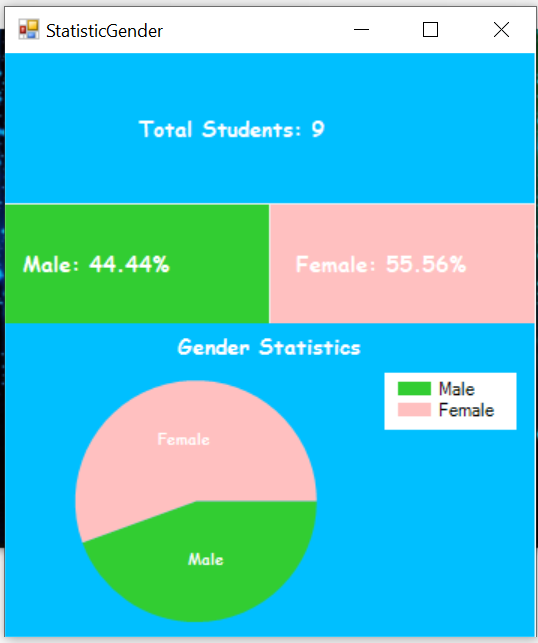 StatisticGender
Total Students: 9
Male: 44.44%
Female: 55.56%
Gender Statistics
Male
Female
Female
Male